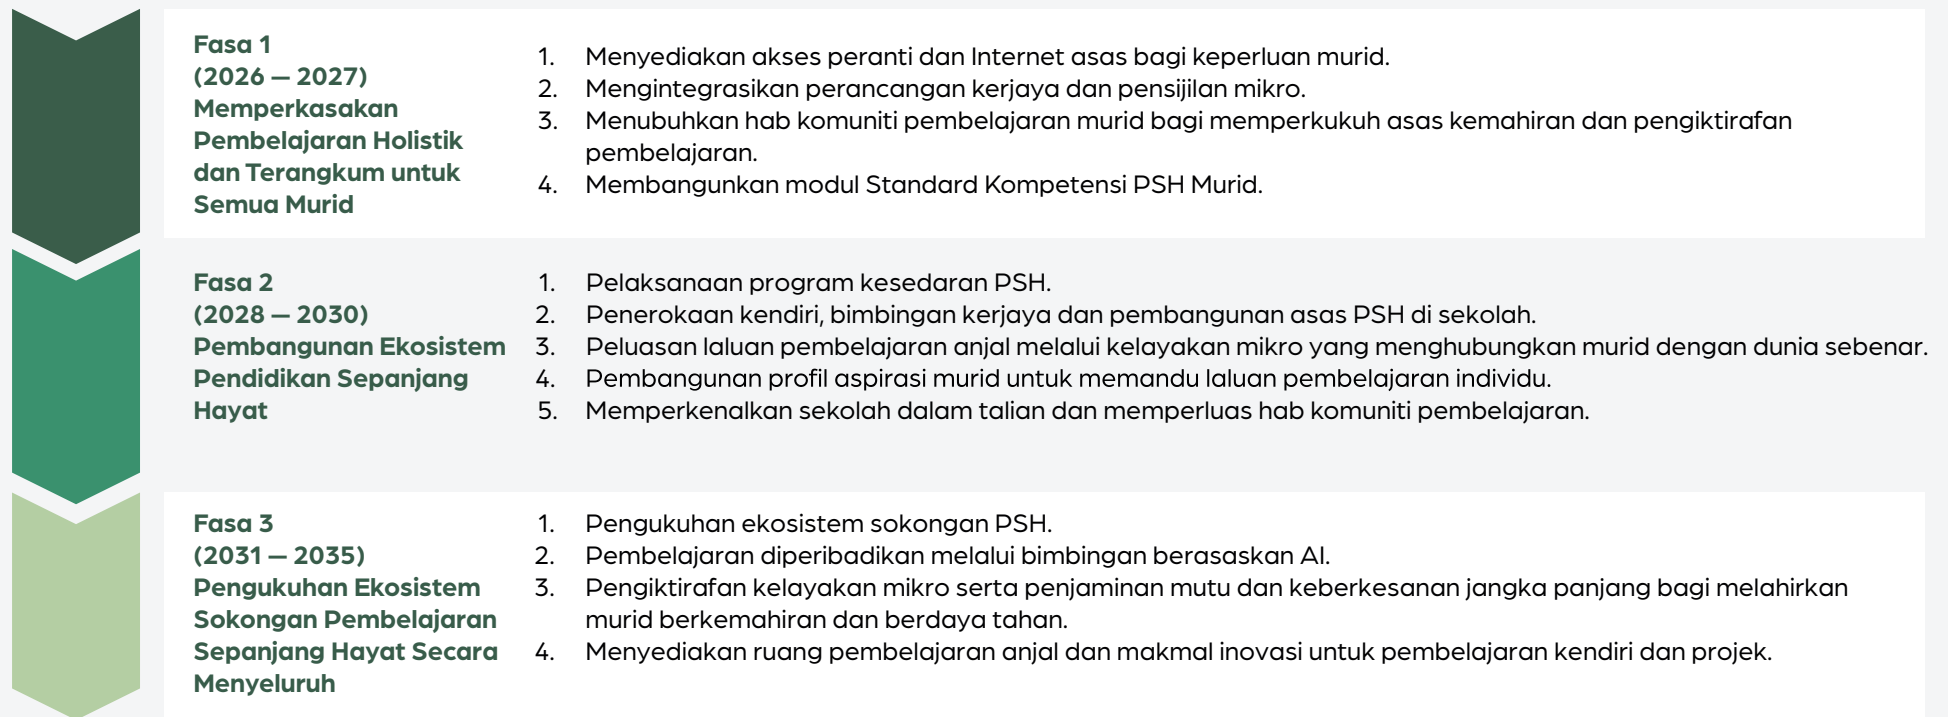 Fasa 1
(2026 – 2027)
Memperkasakan
Pembelajaran Holistik
dan Terangkum untuk
Semua Murid
1. Menyediakan akses peranti dan Internet asas bagi keperluan murid.
2. Mengintegrasikan perancangan kerjaya dan pensijilan mikro.
3. Menubuhkan hab komuniti pembelajaran murid bagi memperkukuh asas kemahiran dan pengiktirafan
pembelajaran.
4. Membangunkan modul Standard Kompetensi PSH Murid.
Fasa 2
(2028 – 2030)
Pembangunan Ekosistem
Pendidikan Sepanjang
Hayat
1. Pelaksanaan program kesedaran PSH.
2. Penerokaan kendiri, bimbingan kerjaya dan pembangunan asas PSH di sekolah.
3. Peluasan laluan pembelajaran anjal melalui kelayakan mikro yang menghubungkan murid dengan dunia sebenar.
4. Pembangunan profil aspirasi murid untuk memandu laluan pembelajaran individu.
5. Memperkenalkan sekolah dalam talian dan memperluas hab komuniti pembelajaran.
Fasa 3
(2031 – 2035)
Pengukuhan Ekosistem
Sokongan Pembelajaran
Sepanjang Hayat Secara
Menyeluruh
1. Pengukuhan ekosistem sokongan PSH.
2. Pembelajaran diperibadikan melalui bimbingan berasaskan AI.
3. Pengiktirafan kelayakan mikro serta penjaminan mutu dan keberkesanan jangka panjang bagi melahirkan
murid berkemahiran dan berdaya tahan.
4. Menyediakan ruang pembelajaran anjal dan makmal inovasi untuk pembelajaran kendiri dan projek.